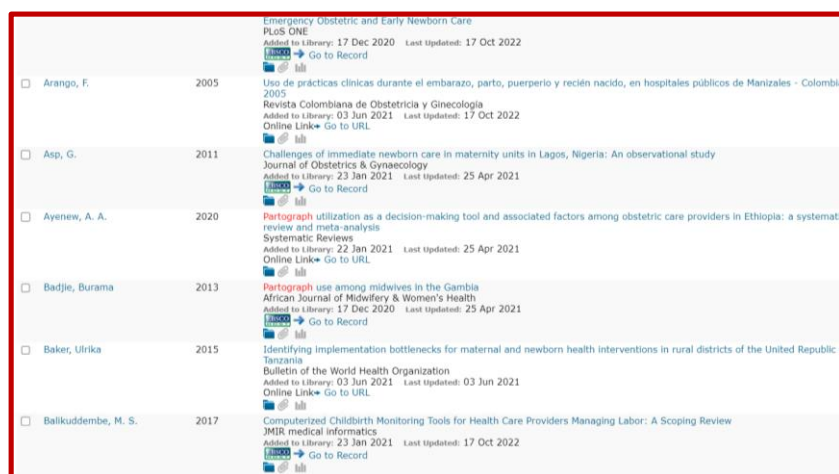 Emergency Obstetric and Early Newborn Care
PLoS ONE
Added to Library: 17 Dec 2020 Last Updated: 17 Oct 2022
Go to Record
Arango, F. 2005 Uso de prácticas clínicas durante el embarazo, parto, puerperio y recién nacido, en hospitales públicos de Manizales - Colombi
2005
Revista Colombiana de Obstetricia y Ginecología
Added to Library: 03 Jun 2021 Last Updated: 17 Oct 2022
Online Link Go to URL
Asp, G. 2011 Challenges of immediate newborn care in maternity units in Lagos, Nigeria: An observational study
Journal of Obstetrics & Gynaecology
Added to Library: 23 Jan 2021 Last Updated: 25 Apr 2021
Go to Record
Ayenew, A. A. 2020 Partograph utilization as a decision-making tool and associated factors among obstetric care providers in Ethiopia: a systemat
review and meta-analysis
Systematic Reviews
Added to Library: 22 Jan 2021 Last Updated: 25 Apr 2021
Online Link Go to URL
Badjie, Burama 2013 Partograph use among midwives in the Gambia
African Journal of Midwifery & Women's Health
Added to Library: 17 Dec 2020 Last Updated: 25 Apr 2021
Go to Record
Baker, Ulrika 2015 Identifying implementation bottlenecks for maternal and newborn health interventions in rural districts of the United Republic
Tanzania
Bulletin of the World Health Organization
Added to Library: 03 Jun 2021 Last Updated: 03 Jun 2021
Online Link Go to URL
Balikuddembe, M. S. 2017 Computerized Childbirth Monitoring Tools for Health Care Providers Managing Labor: A Scoping Review
JMIR medical informatics
Added to Library: 23 Jan 2021 Last Updated: 17 Oct 2022
Go to Record